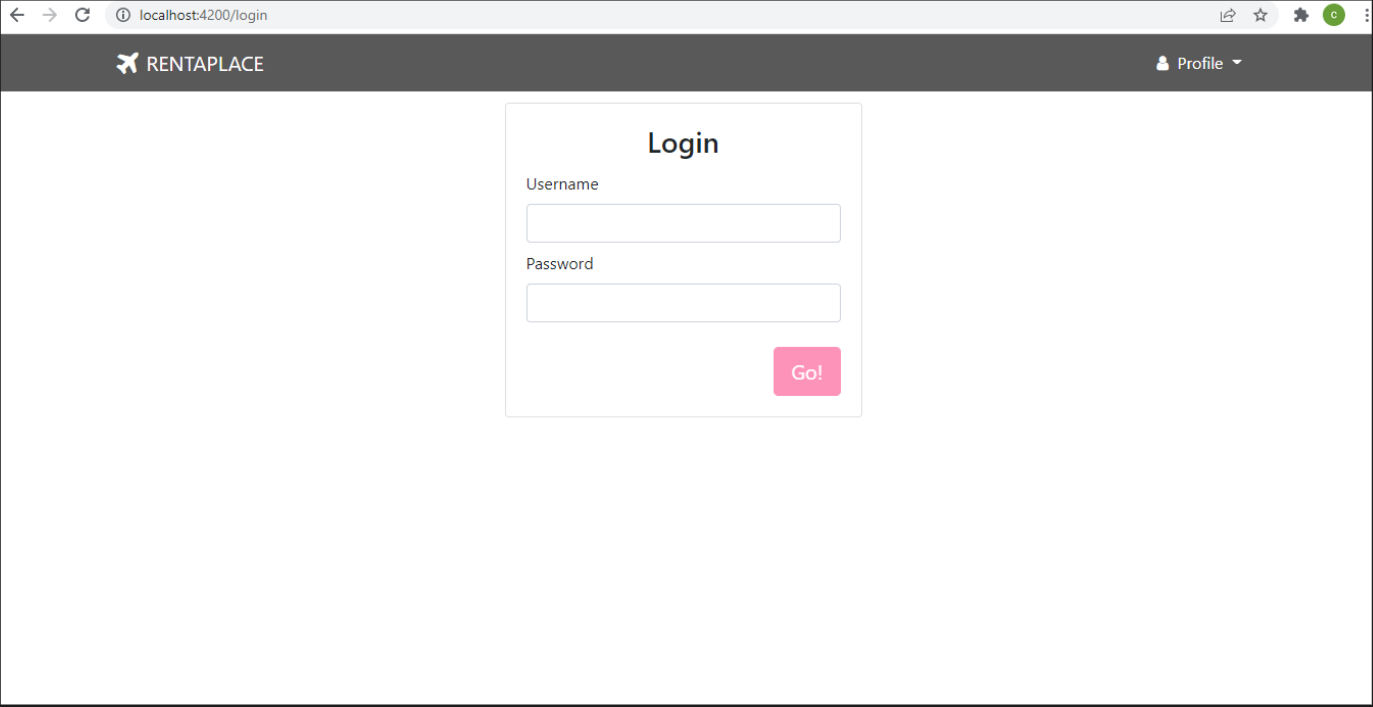 localhost:4200/login
c
RENTAPLACE
Profile
Login
Username
Password
Go!